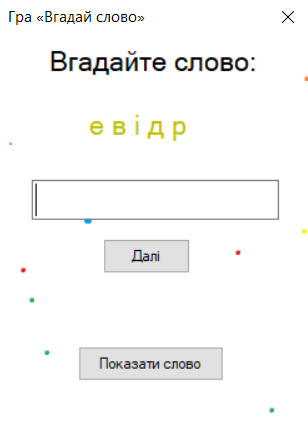 Гра «Вгадай слово»
Вгадайте слово:
е в і д р
Далі
Показати слово